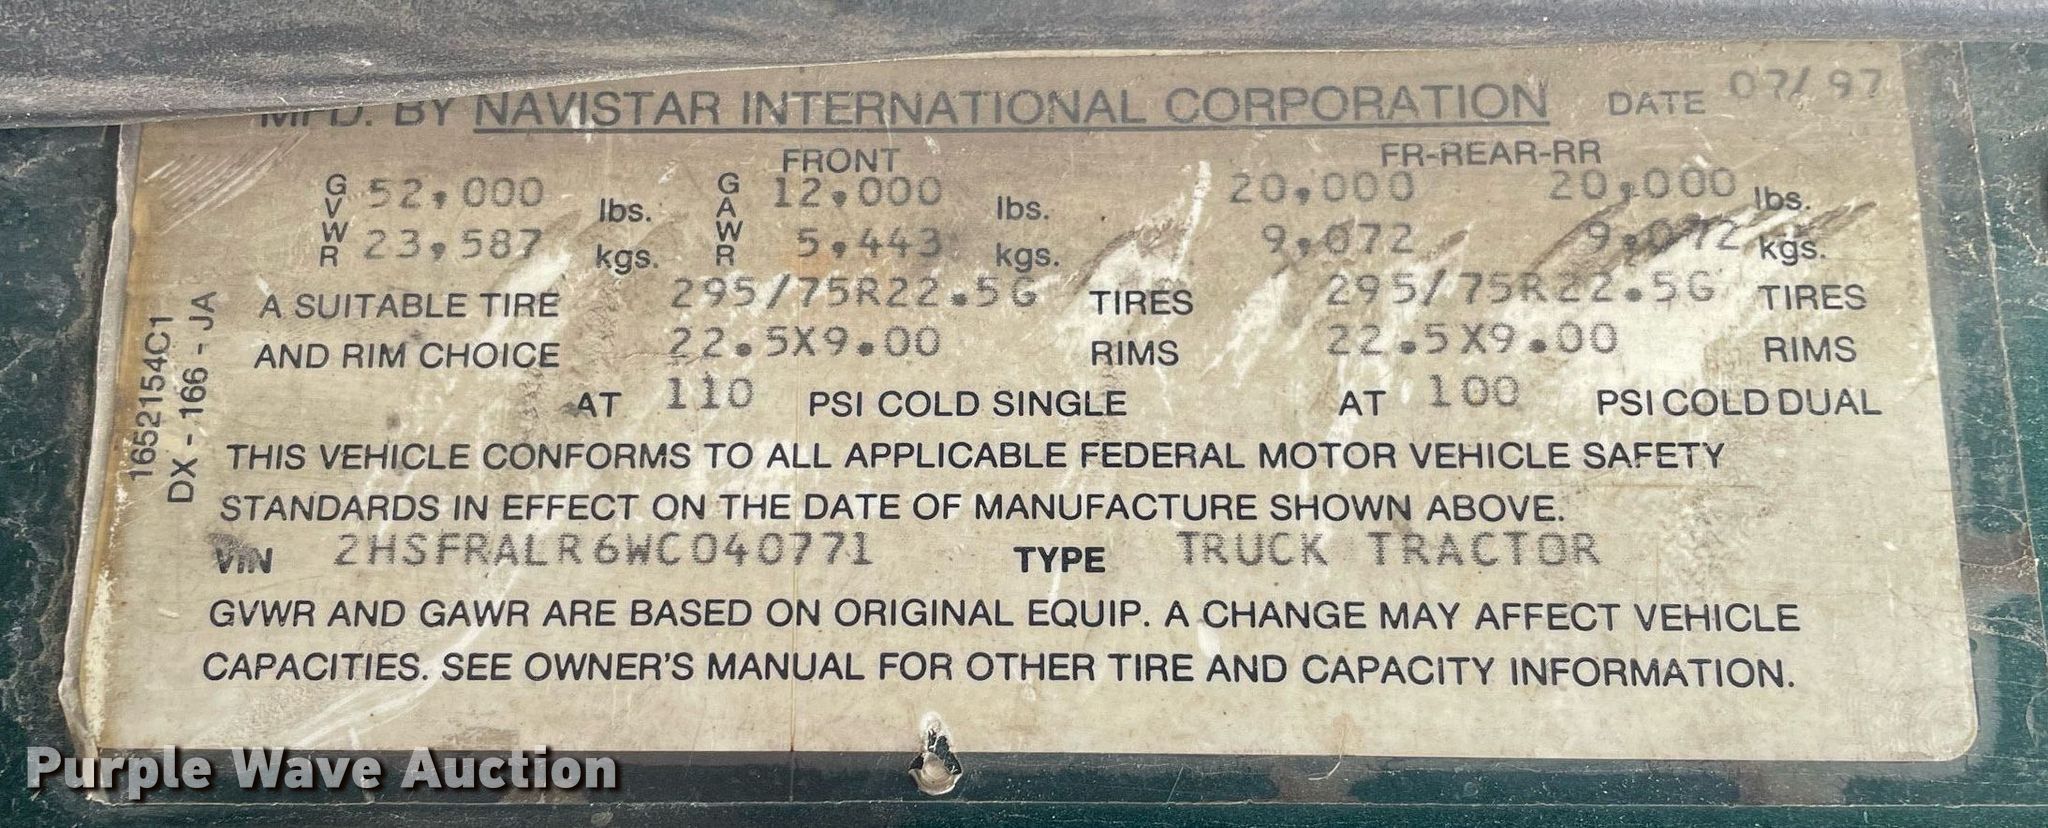 MFD. BY NAVISTAR INTERNATIONAL CORPORATION DATE 07/97
FRONT FR-REAR-RR
GVWR 52,000 lbs. GAWR 12,000 lbs. 20,000 20,000 lbs.
23,587 kgs. 5,443 kgs. 9,072 9,072 kgs.
A SUITABLE TIRE 295/75R22.5G TIRES 295/75R22.5G TIRES
AND RIM CHOICE 22.5X9.00 RIMS 22.5X9.00 RIMS
AT 110 PSI COLD SINGLE AT 100 PSI COLD DUAL
THIS VEHICLE CONFORMS TO ALL APPLICABLE FEDERAL MOTOR VEHICLE SAFETY
STANDARDS IN EFFECT ON THE DATE OF MANUFACTURE SHOWN ABOVE.
VIN 2HSFRALR6WC040771 TYPE TRUCK TRACTOR
GVWR AND GAWR ARE BASED ON ORIGINAL EQUIP. A CHANGE MAY AFFECT VEHICLE
CAPACITIES. SEE OWNER'S MANUAL FOR OTHER TIRE AND CAPACITY INFORMATION.
1652154C1
DX - 166 - JA
Purple Wave Auction